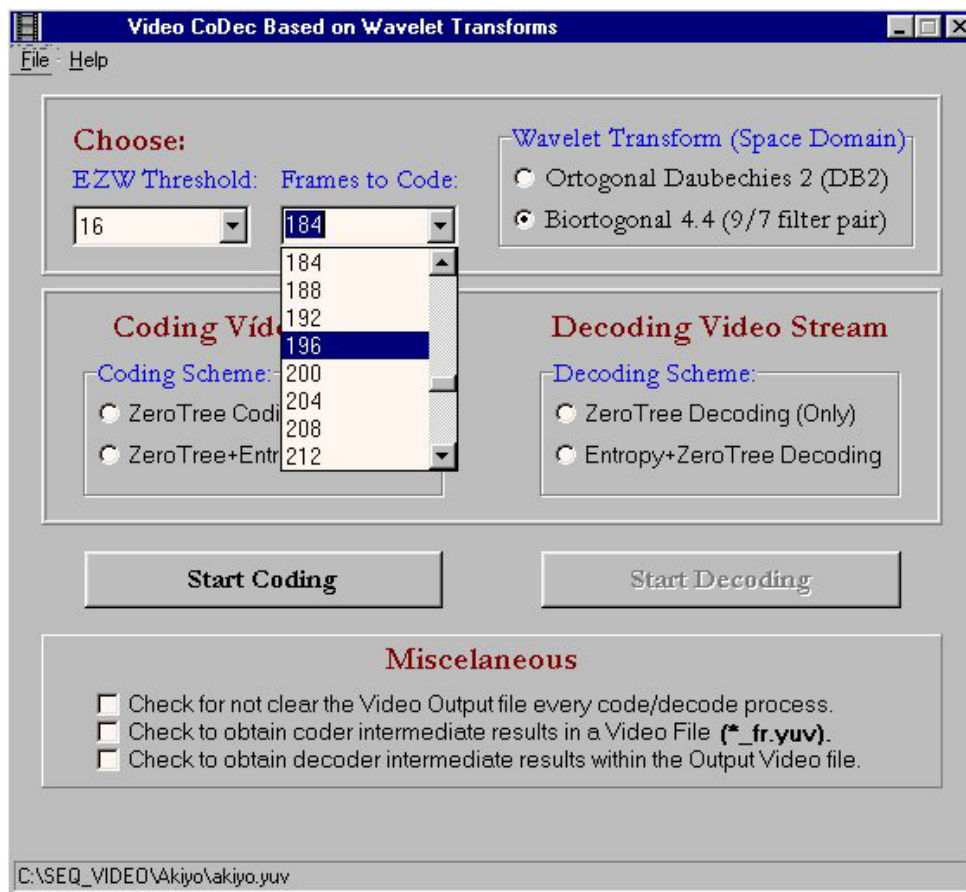 Video CoDec Based on Wavelet Transforms
File Help
Choose:
EZW Threshold: Frames to Code:
16
184
184
188
192
196
200
204
208
212
Wavelet Transform (Space Domain)
Ortogonal Daubechies 2 (DB2)
Biortogonal 4.4 (9/7 filter pair)
Coding
Coding Scheme:
ZeroTree
Decoding Video Stream
Decoding Scheme:
ZeroTree Decoding (Only)
Entropy+ZeroTree Decoding
Start Coding
Start Decoding
Miscelaneous
Check for not clear the Video Output file every code/decode process.
Check to obtain coder intermediate results in a Video File (*_fr.yuv).
Check to obtain decoder intermediate results within the Output Video file.
C:\SEQ_VIDEO\Akiyo\akiyo.yuv